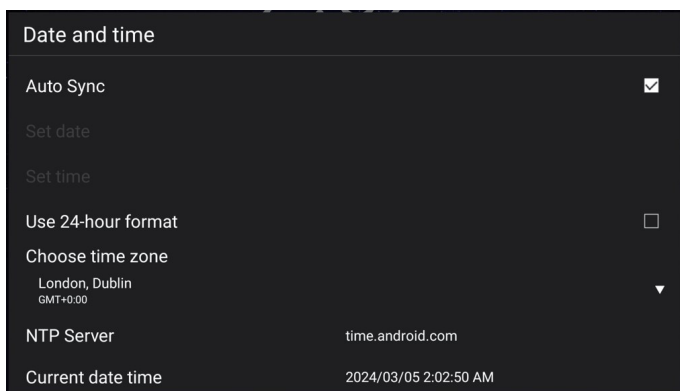 Date and time
Auto Sync
Set date
Set time
Use 24-hour format
Choose time zone
London, Dublin
GMT+0:00
NTP Server time.android.com
Current date time 2024/03/05 2:02:50 AM